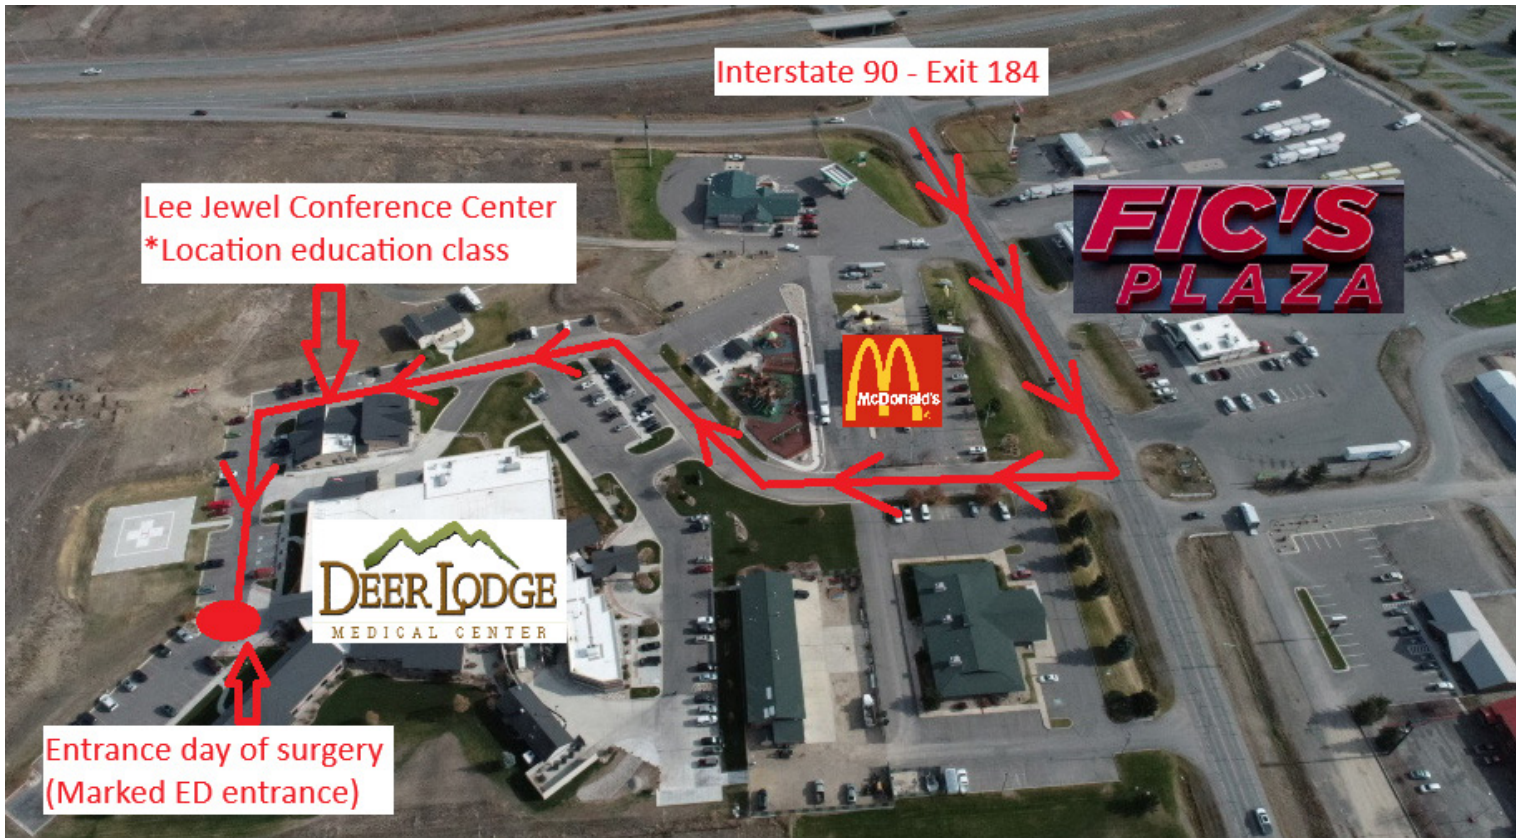 Interstate 90 - Exit 184
Lee Jewel Conference Center
*Location education class
FIC'S
PLAZA
McDonald's
DEER LODGE
MEDICAL CENTER
Entrance day of surgery
(Marked ED entrance)